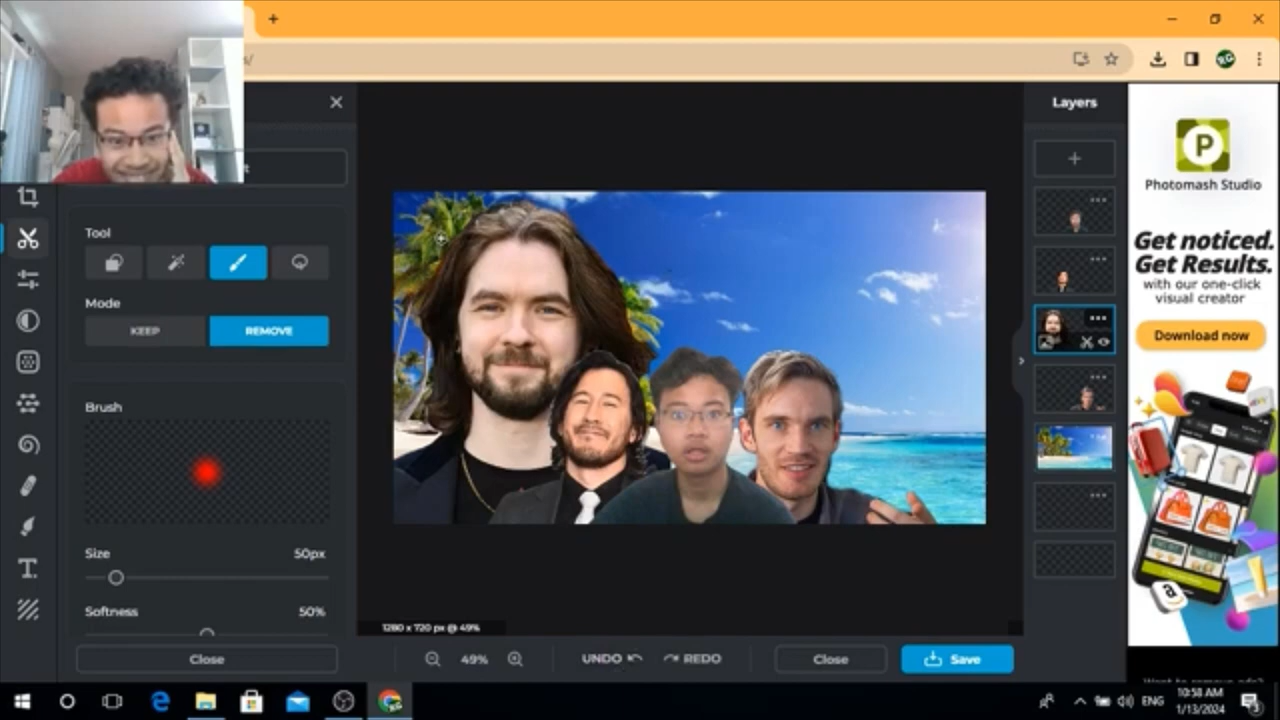 Tool
Mode
KEEP
REMOVE
Brush
Size
50px
Softness
50%
Close
1280 x 720 px @ 49%
49%
UNDO
REDO
Close
Save
Layers
P
Photomash Studio
Get noticed.
Get Results.
with our one-click
visual creator
Download now
ENG
10:58 AM
1/13/2024